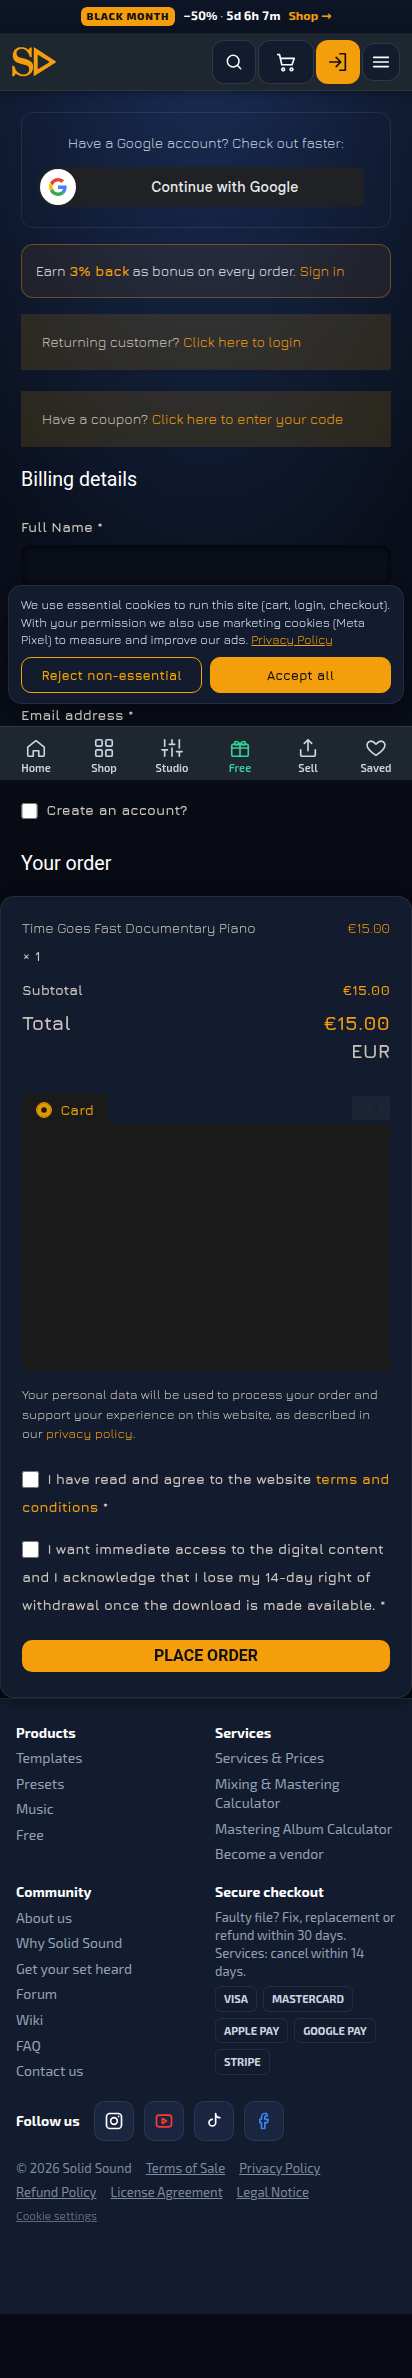 BLACK MONTH −50% · 5d 6h 7m Shop →
SD
Have a Google account? Check out faster:
Continue with Google
Earn 3% back as bonus on every order. Sign in
Returning customer? Click here to login
Have a coupon? Click here to enter your code
Billing details
Full Name *
We use essential cookies to run this site (cart, login, checkout).
With your permission we also use marketing cookies (Meta
Pixel) to measure and improve our ads. Privacy Policy
Reject non-essential Accept all
Email address *
Home Shop Studio Free Sell Saved
Create an account?
Your order
Time Goes Fast Documentary Piano €15.00
× 1
Subtotal €15.00
Total €15.00
EUR
Card
Your personal data will be used to process your order and
support your experience on this website, as described in
our privacy policy.
I have read and agree to the website terms and
conditions *
I want immediate access to the digital content
and I acknowledge that I lose my 14-day right of
withdrawal once the download is made available. *
PLACE ORDER
Products
Templates
Presets
Music
Free
Services
Services & Prices
Mixing & Mastering
Calculator
Mastering Album Calculator
Become a vendor
Community
About us
Why Solid Sound
Get your set heard
Forum
Wiki
FAQ
Contact us
Secure checkout
Faulty file? Fix, replacement or
refund within 30 days.
Services: cancel within 14
days.
VISA MASTERCARD
APPLE PAY GOOGLE PAY
STRIPE
Follow us
© 2026 Solid Sound Terms of Sale Privacy Policy
Refund Policy License Agreement Legal Notice
Cookie settings